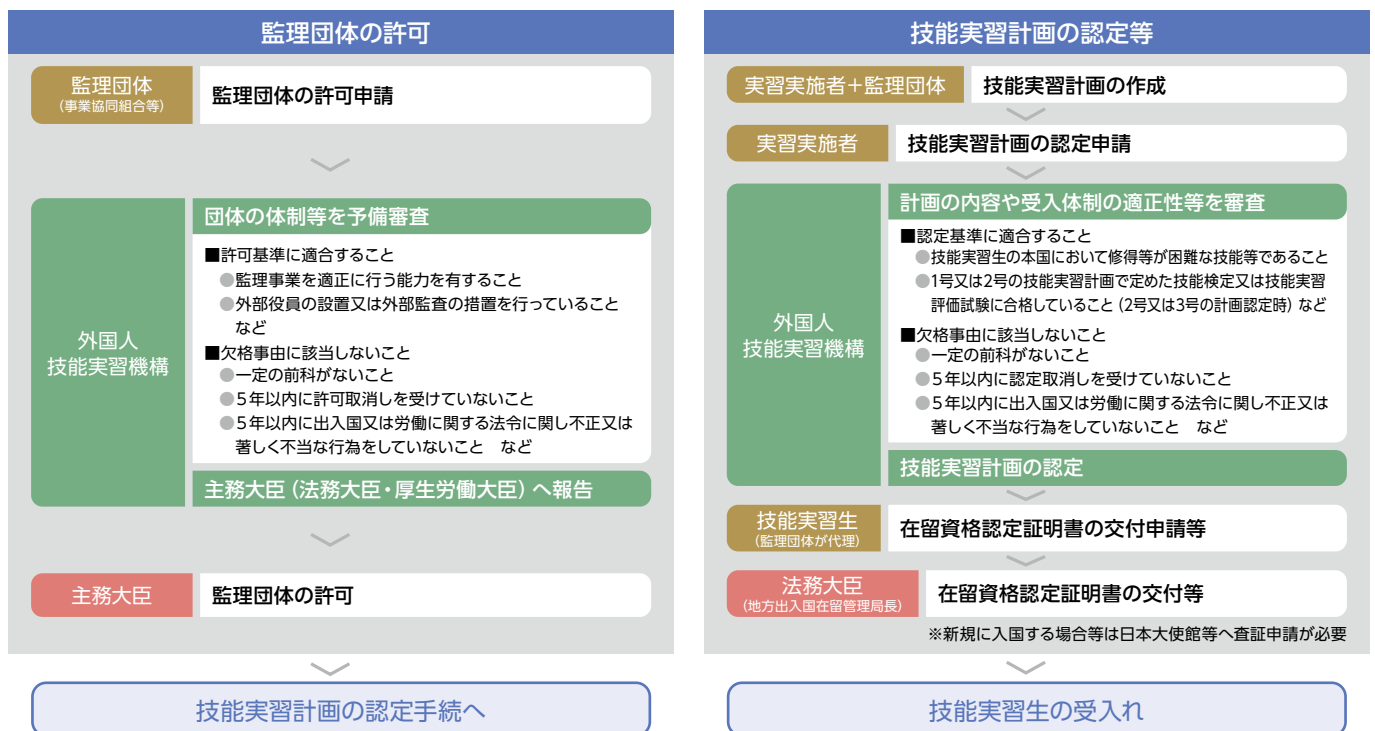 監理団体の許可
監理団体
(事業協同組合等)
監理団体の許可申請
外国人
技能実習機構
団体の体制等を予備審査
■許可基準に適合すること
●監理事業を適正に行う能力を有すること
●外部役員の設置又は外部監査の措置を行っていること
など
■欠格事由に該当しないこと
●一定の前科がないこと
●5年以内に許可取消しを受けていないこと
●5年以内に出入国又は労働に関する法令に関し不正又は
著しく不当な行為をしていないこと　など
主務大臣（法務大臣・厚生労働大臣）へ報告
主務大臣
監理団体の許可
技能実習計画の認定手続へ
技能実習計画の認定等
実習実施者＋監理団体
技能実習計画の作成
実習実施者
技能実習計画の認定申請
外国人
技能実習機構
計画の内容や受入体制の適正性等を審査
■認定基準に適合すること
●技能実習生の本国において修得等が困難な技能等であること
●1号又は2号の技能実習計画で定めた技能検定又は技能実習
評価試験に合格していること（2号又は3号の計画認定時）など
■欠格事由に該当しないこと
●一定の前科がないこと
●5年以内に認定取消しを受けていないこと
●5年以内に出入国又は労働に関する法令に関し不正又は
著しく不当な行為をしていないこと　など
技能実習計画の認定
技能実習生
(監理団体が代理)
在留資格認定証明書の交付申請等
法務大臣
(地方出入国在留管理局長)
在留資格認定証明書の交付等
※新規に入国する場合等は日本大使館等へ査証申請が必要
技能実習生の受入れ